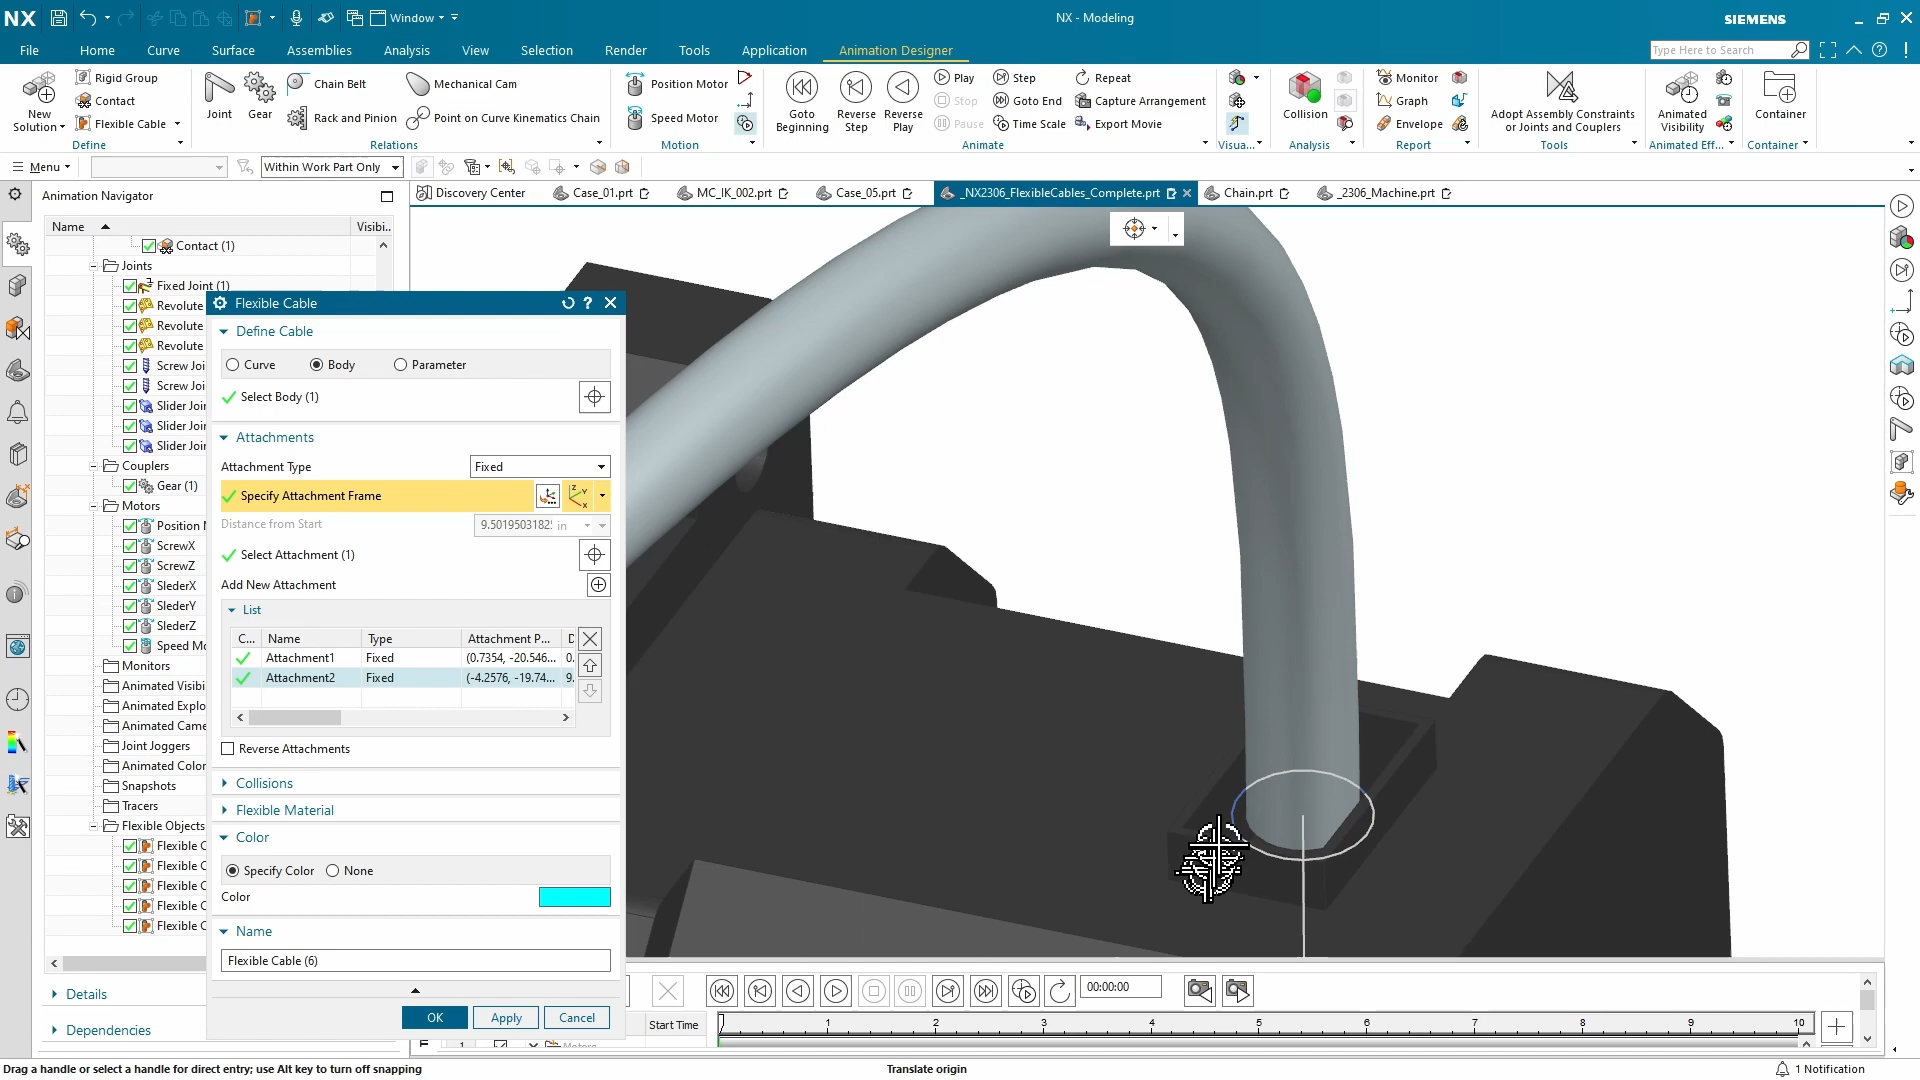 NX
Window
NX - Modeling
SIEMENS
File
Home
Curve
Surface
Assemblies
Analysis
View
Selection
Render
Tools
Application
Animation Designer
Type Here to Search
New
Solution
Rigid Group
Contact
Flexible Cable
Define
Joint
Gear
Chain Belt
Rack and Pinion
Mechanical Cam
Point on Curve Kinematics Chain
Relations
Position Motor
Speed Motor
Motion
Goto
Beginning
Reverse
Step
Reverse
Play
Play
Stop
Pause
Step
Goto End
Time Scale
Repeat
Capture Arrangement
Export Movie
Animate
Visua...
Collision
Analysis
Monitor
Graph
Envelope
Report
Adopt Assembly Constraints
or Joints and Couplers
Tools
Animated
Visibility
Animated Eff...
Container
Container
Menu
Within Work Part Only
Animation Navigator
Discovery Center
Case_01.prt
MC_IK_002.prt
Case_05.prt
_NX2306_FlexibleCables_Complete.prt
Chain.prt
_2306_Machine.prt
Name
Visibi..
Contact (1)
Joints
Fixed Joint (1)
Revolute
Revolute
Revolute
Screw Joi
Screw Joi
Slider Joir
Slider Joir
Slider Joir
Couplers
Gear (1)
Motors
Position M
ScrewX
ScrewZ
SlederX
SlederY
SlederZ
Speed Mo
Monitors
Animated Visibi
Animated Explo
Animated Came
Joint Joggers
Animated Color
Snapshots
Tracers
Flexible Objects
Flexible C
Flexible C
Flexible C
Flexible C
Flexible C
Details
Dependencies
Flexible Cable
Define Cable
Curve
Body
Parameter
Select Body (1)
Attachments
Attachment Type
Fixed
Specify Attachment Frame
Z
Y
X
Distance from Start
9.5019503182 in
Select Attachment (1)
Add New Attachment
List
C...
Name
Type
Attachment P...
D
Attachment1
Fixed
(0.7354, -20.546...
0.
Attachment2
Fixed
(-4.2576, -19.74...
9.
Reverse Attachments
Collisions
Flexible Material
Color
Specify Color
None
Color
Name
Flexible Cable (6)
OK
Apply
Cancel
00:00:00
Start Time
1
2
3
4
5
6
7
8
9
10
1
Motors
Drag a handle or select a handle for direct entry; use Alt key to turn off snapping
Translate origin
1 Notification